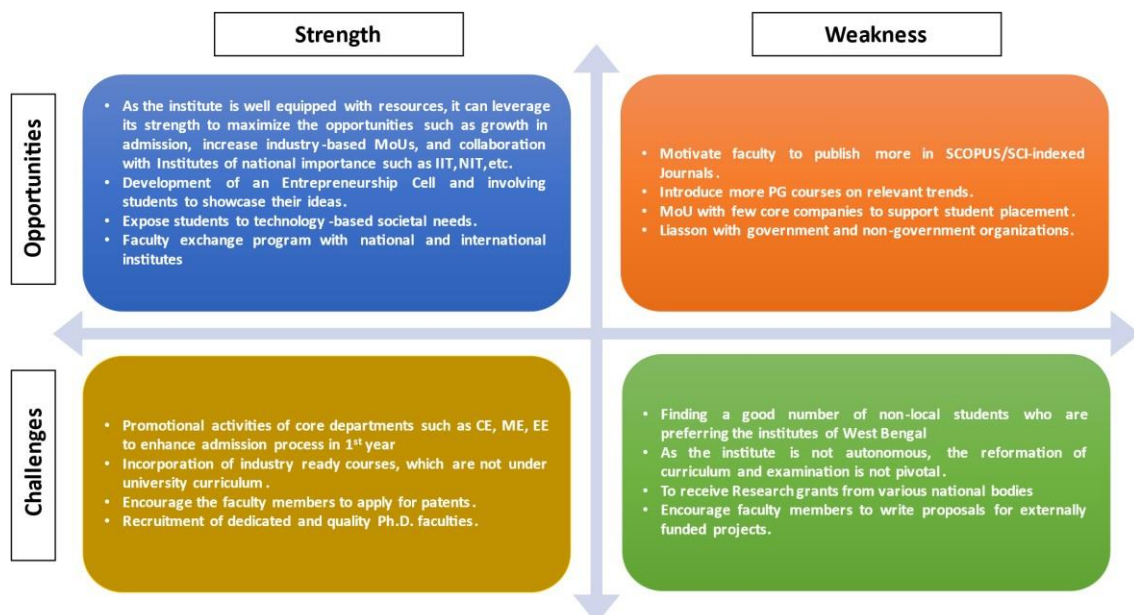 Strength
Weakness
Opportunities
• As the institute is well equipped with resources, it can leverage
its strength to maximize the opportunities such as growth in
admission, increase industry-based MoUs, and collaboration
with Institutes of national importance such as IIT, NIT, etc.
• Development of an Entrepreneurship Cell and involving
students to showcase their ideas.
• Expose students to technology -based societal needs.
• Faculty exchange program with national and international
institutes
• Motivate faculty to publish more in SCOPUS/SCI-indexed
Journals.
• Introduce more PG courses on relevant trends.
• MoU with few core companies to support student placement.
• Liasson with government and non-government organizations.
Challenges
• Promotional activities of core departments such as CE, ME, EE
to enhance admission process in 1st year
• Incorporation of industry ready courses, which are not under
university curriculum.
• Encourage the faculty members to apply for patents.
• Recruitment of dedicated and quality Ph.D. faculties.
• Finding a good number of non-local students who are
preferring the institutes of West Bengal
• As the institute is not autonomous, the reformation of
curriculum and examination is not pivotal.
• To receive Research grants from various national bodies
• Encourage faculty members to write proposals for externally
funded projects.